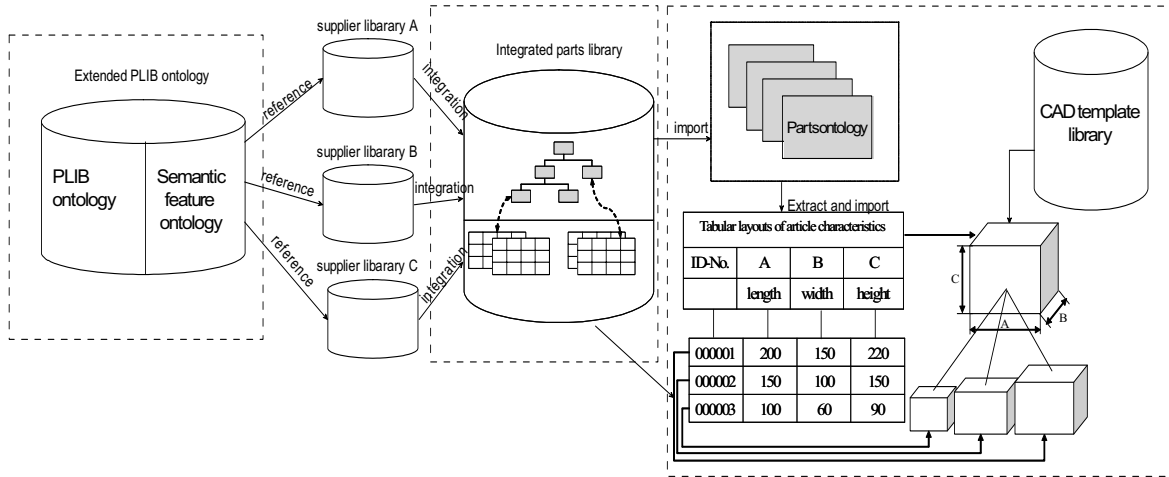 Extended PLIB ontology
PLIB
ontology
Semantic
feature
ontology
reference
reference
reference
supplier libarary A
supplier libarary B
supplier libarary C
integration
integration
integration
Integrated parts library
import
Partsontology
CAD template
library
Extract and import
Tabular layouts of article characteristics
ID-No. A B C
length width height
000001 200 150 220
000002 150 100 150
000003 100 60 90
C
A
B